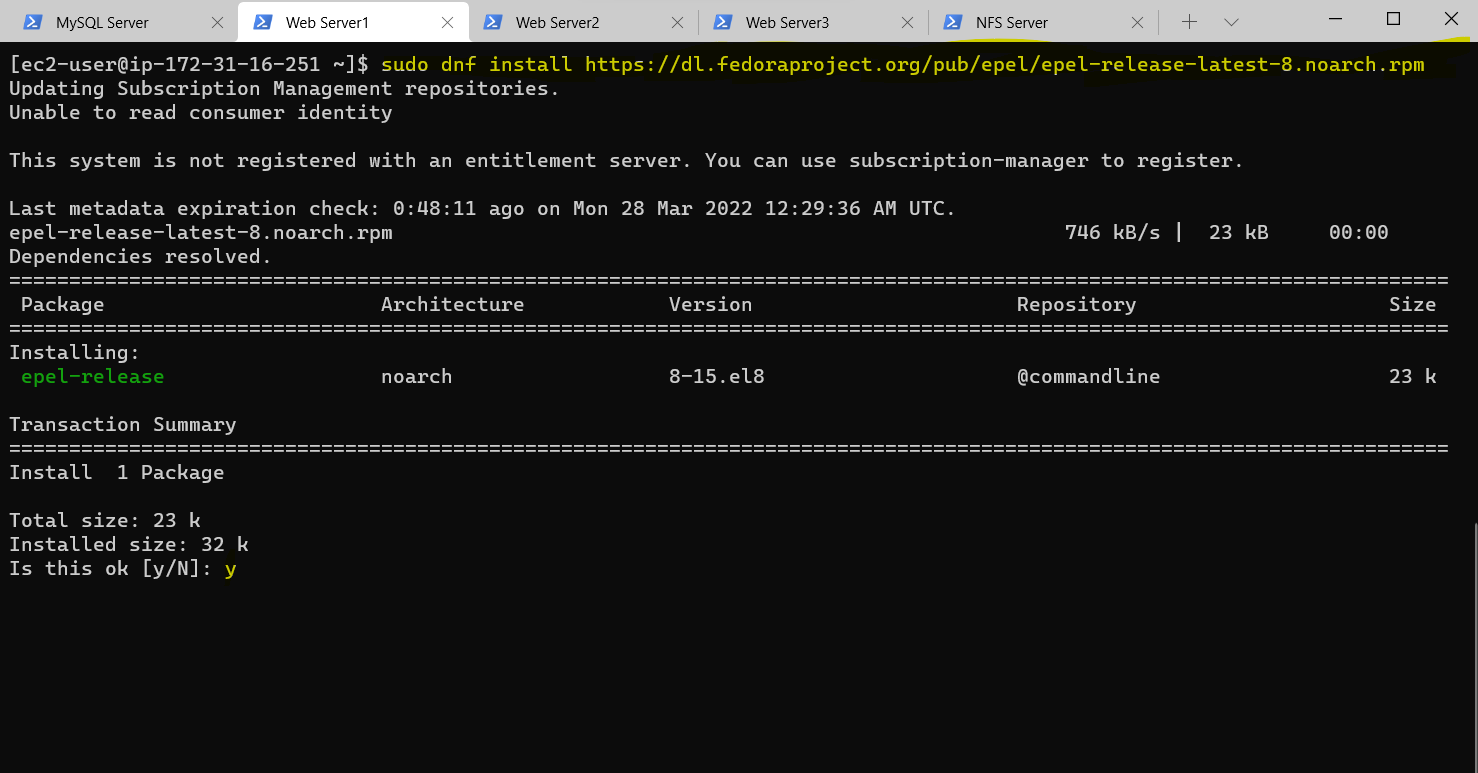 MySQL Server Web Server1 Web Server2 Web Server3 NFS Server
[ec2-user@ip-172-31-16-251 ~]$ sudo dnf install https://dl.fedoraproject.org/pub/epel/epel-release-latest-8.noarch.rpm
Updating Subscription Management repositories.
Unable to read consumer identity
This system is not registered with an entitlement server. You can use subscription-manager to register.
Last metadata expiration check: 0:48:11 ago on Mon 28 Mar 2022 12:29:36 AM UTC.
epel-release-latest-8.noarch.rpm 746 kB/s | 23 kB 00:00
Dependencies resolved.
========================================================================================================================
Package Architecture Version Repository Size
========================================================================================================================
Installing:
epel-release noarch 8-15.el8 @commandline 23 k
Transaction Summary
========================================================================================================================
Install 1 Package
Total size: 23 k
Installed size: 32 k
Is this ok [y/N]: y